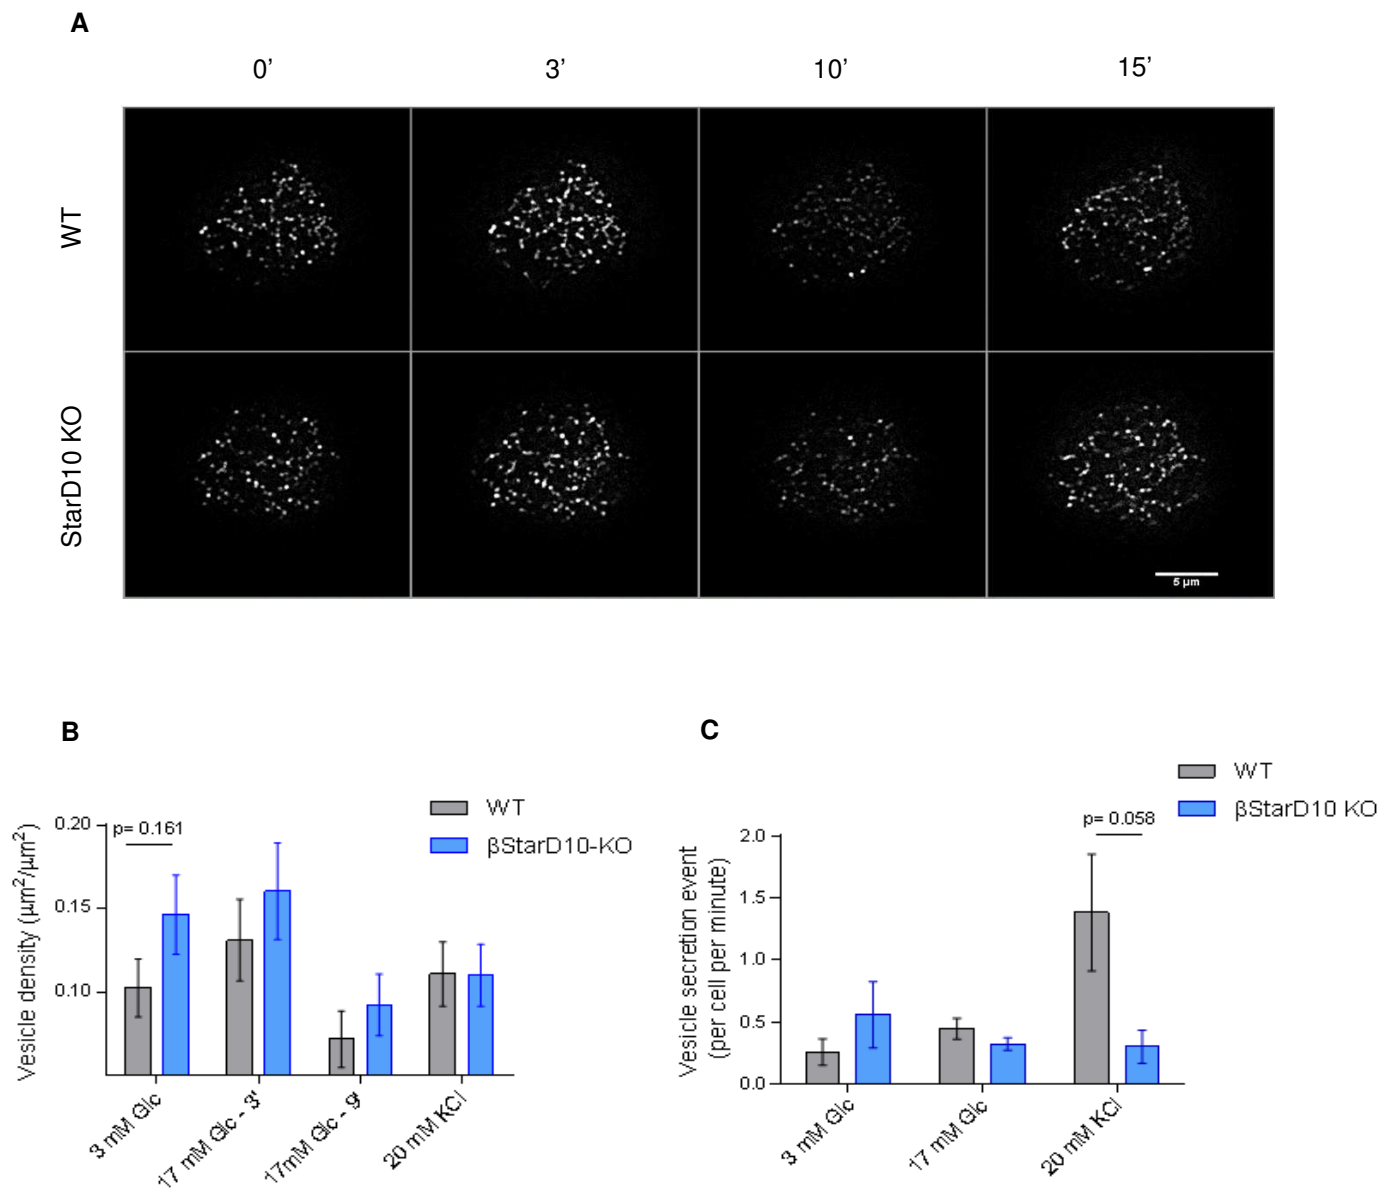 A
0’
3’
10’
15’
WT
StarD10 KO
5 µm
B
Vesicle density (µm²/µm²)
0.20
0.15
0.10
p= 0.161
WT
βStarD10-KO
3 mM Glc
17 mM Glc - 3'
17mM Glc - 9'
20 mM KCl
C
Vesicle secretion event
(per cell per minute)
2.0
1.5
1.0
0.5
0.0
p= 0.058
WT
βStarD10 KO
3 mM Glc
17 mM Glc
20 mM KCl